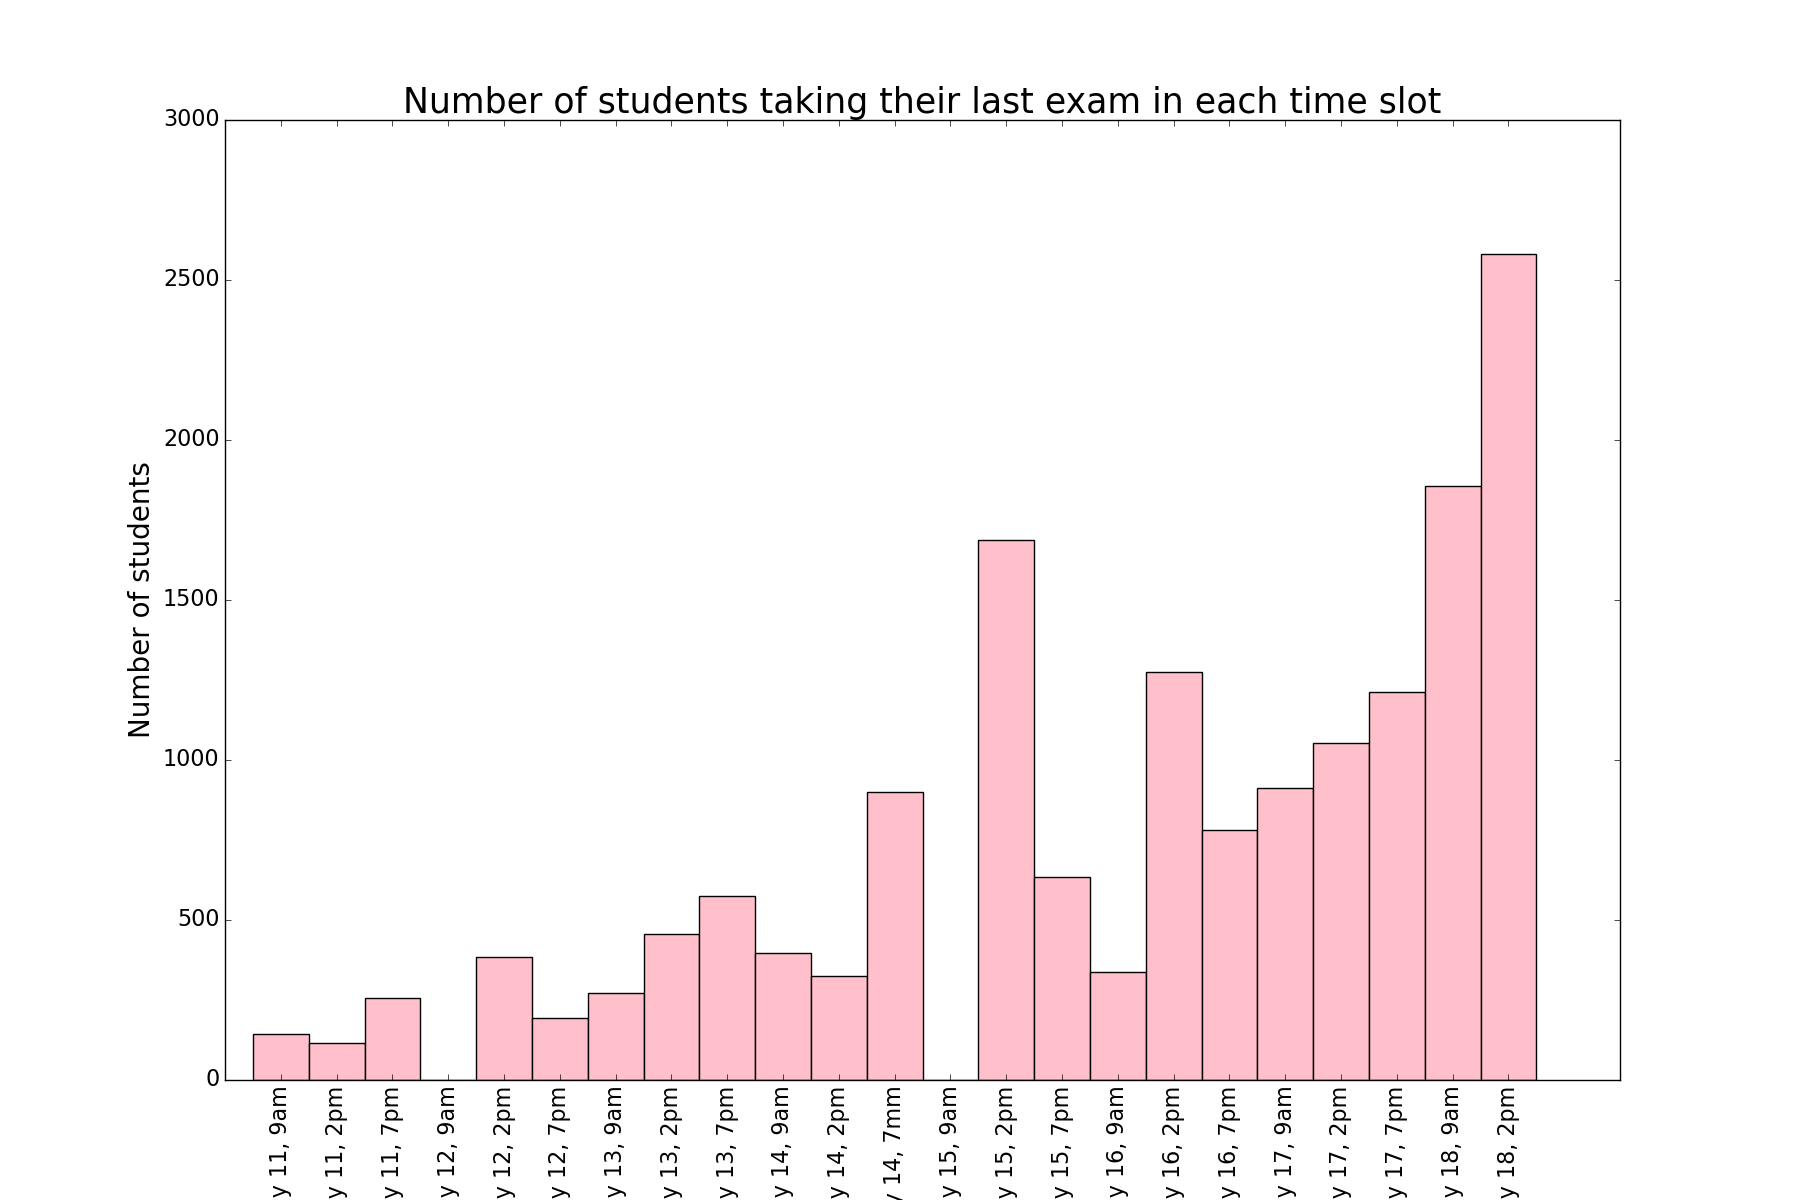 Number of students taking their last exam in each time slot
3000
2500
2000
1500
1000
500
0
Number of students
y 11, 9am
y 11, 2pm
y 11, 7pm
y 12, 9am
y 12, 2pm
y 12, 7pm
y 13, 9am
y 13, 2pm
y 13, 7pm
y 14, 9am
y 14, 2pm
y 14, 7mm
y 15, 9am
y 15, 2pm
y 15, 7pm
y 16, 9am
y 16, 2pm
y 16, 7pm
y 17, 9am
y 17, 2pm
y 17, 7pm
y 18, 9am
y 18, 2pm